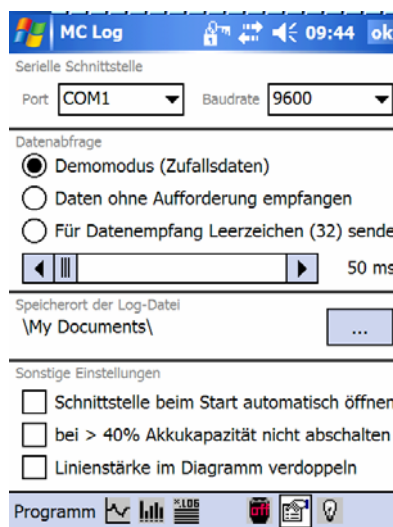 MC Log 09:44 ok
Serielle Schnittstelle
Port COM1 Baudrate 9600
Datenabfrage
Demomodus (Zufallsdaten)
Daten ohne Aufforderung empfangen
Für Datenempfang Leerzeichen (32) sende
50 ms
Speicherort der Log-Datei
\My Documents\ ...
Sonstige Einstellungen
Schnittstelle beim Start automatisch öffnen
bei > 40% Akkukapazität nicht abschalten
Linienstärke im Diagramm verdoppeln
Programm *.LOG off